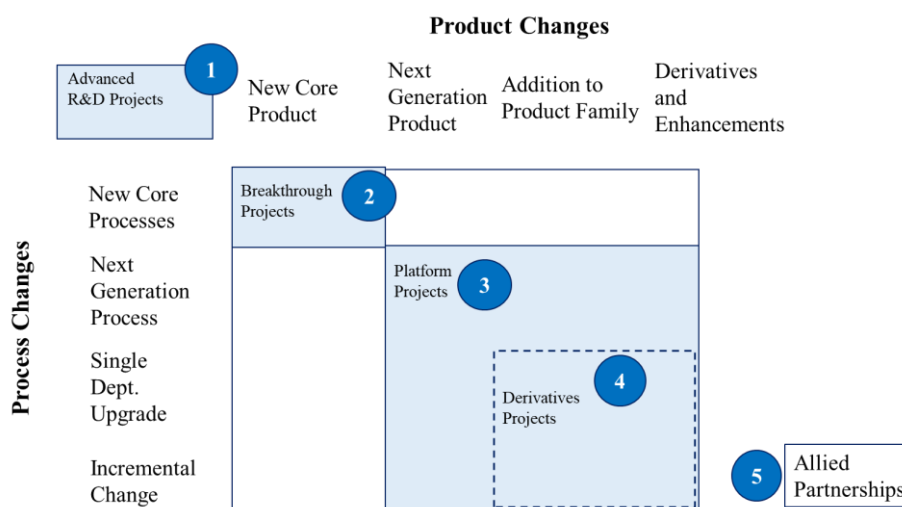 Product Changes
1
Advanced
R&D Projects
New Core
Product
Next
Generation
Product
Addition to
Product Family
Derivatives
and
Enhancements
Process Changes
New Core
Processes
Breakthrough
Projects
2
Next
Generation
Process
Platform
Projects
3
Single
Dept.
Upgrade
Derivatives
Projects
4
Incremental
Change
5
Allied
Partnerships